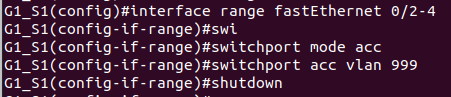 G1_S1(config)#interface range fastEthernet 0/2-4
G1_S1(config-if-range)#swi
G1_S1(config-if-range)#switchport mode acc
G1_S1(config-if-range)#switchport acc vlan 999
G1_S1(config-if-range)#shutdown